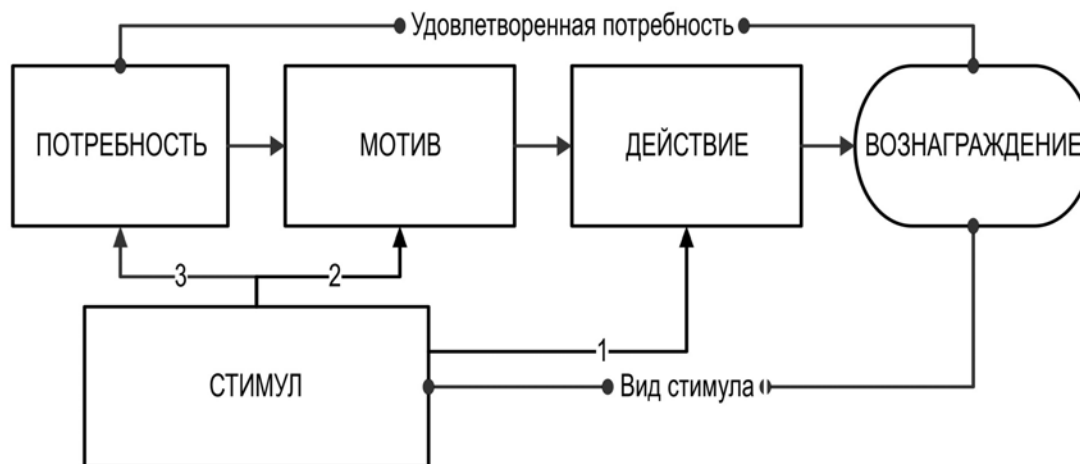 Удовлетворенная потребность
ПОТРЕБНОСТЬ
МОТИВ
ДЕЙСТВИЕ
ВОЗНАГРАЖДЕНИЕ
3
2
1
СТИМУЛ
Вид стимула